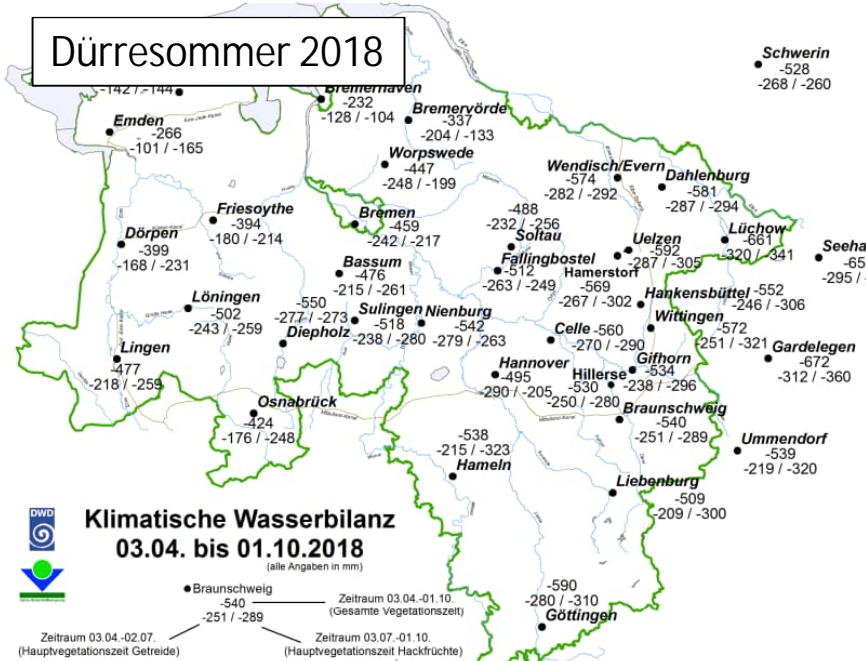 Dürresommer 2018
Schwerin
-528
-268 / -260
-142 / -144
Bremerhaven
-232
-128 / -104
Emden
-266
-101 / -165
Bremervörde
-337
-204 / -133
Worpswede
-447
-248 / -199
Wendisch/Evern
-574
-282 / -292
Dahlenburg
-581
-287 / -294
Friesoythe
-394
-180 / -214
Bremen
-459
-242 / -217
-488
-232 / -256
Soltau
Dörpen
-399
-168 / -231
Uelzen
-592
-287 / -305
Lüchow
-661
-320 / -341
Seeha
-65
-295 /
Bassum
-476
-215 / -261
Fallingbostel
-512
-263 / -249
Hamerstorf
-569
-267 / -302
Hankensbüttel -552
-246 / -306
Löningen
-502
-243 / -259
-550
-277 / -273
Diepholz
Sulingen
-518
-238 / -280
Nienburg
-542
-279 / -263
Wittingen
-572
-251 / -321
Celle -560
-270 / -290
Gardelegen
-672
-312 / -360
Lingen
-477
-218 / -259
Hannover
-495
-290 / -205
Hillerse
-530
-250 / -280
Gifhorn
-534
-238 / -296
Osnabrück
-424
-176 / -248
Braunschweig
-540
-251 / -289
-538
-215 / -323
Hameln
Ummendorf
-539
-219 / -320
Liebenburg
-509
-209 / -300
-590
-280 / -310
Göttingen
DWD
Klimatische Wasserbilanz
03.04. bis 01.10.2018
(alle Angaben in mm)
Braunschweig
-540
-251 / -289
Zeitraum 03.04.-01.10.
(Gesamte Vegetationszeit)
Zeitraum 03.04.-02.07.
(Hauptvegetationszeit Getreide)
Zeitraum 03.07.-01.10.
(Hauptvegetationszeit Hackfrüchte)